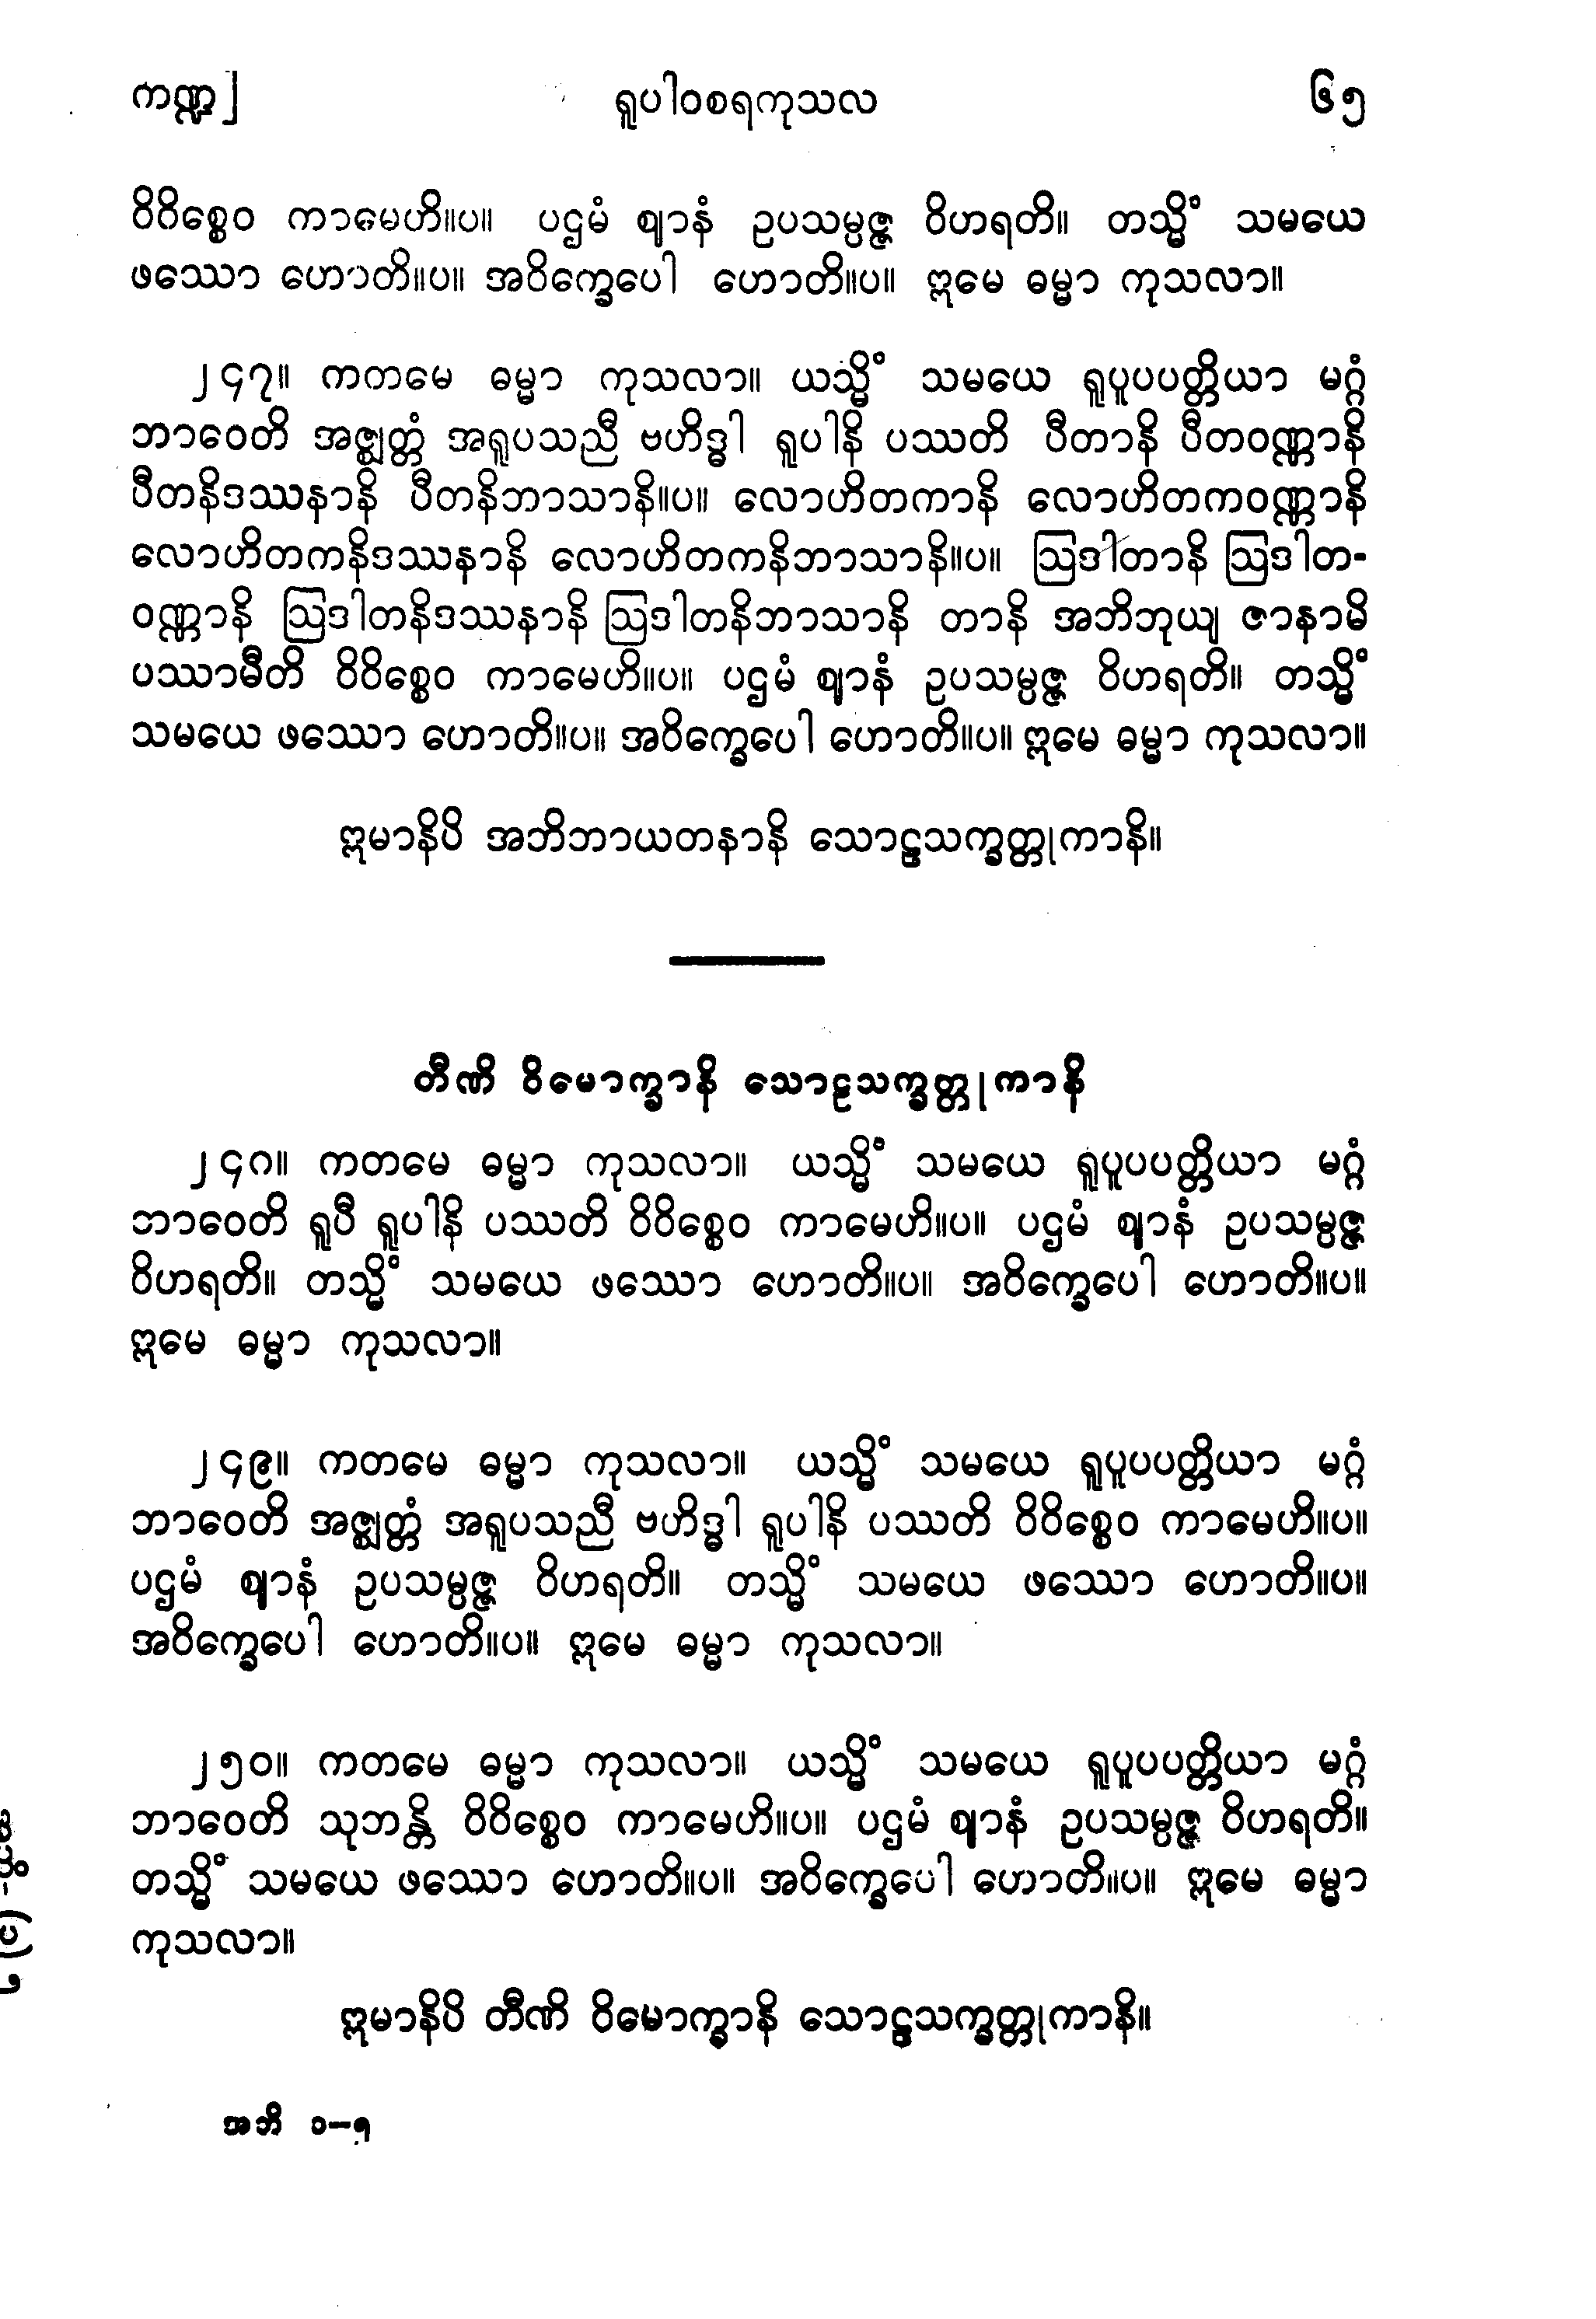 ကဏ္ဍ] ရူပါဝစရကုသလ ၆၅
ဝိဝိစ္စေဝ ကာမေဟိ။ပ။ ပဌမံ ဈာနံ ဥပသမ္ပဇ္ဇ ဝိဟရတိ။ တသ္မိံ သမယေ
ဖဿော ဟောတိ။ပ။ အဝိက္ခေပေါ ဟောတိ။ပ။ ဣမေ ဓမ္မာ ကုသလာ။
၂၄၇။ ကတမေ ဓမ္မာ ကုသလာ။ ယသ္မိံ သမယေ ရူပူပပတ္တိယာ မဂ္ဂံ
ဘာဝေတိ အဇ္ဈတ္တံ အရူပသညီ ဗဟိဒ္ဓါ ရူပါနိ ပဿတိ ပီတာနိ ပီတဝဏ္ဏာနိ
ပီတနိဒဿနာနိ ပီတနိဘာသာနိ။ပ။ လောဟိတကာနိ လောဟိတကဝဏ္ဏာနိ
လောဟိတကနိဒဿနာနိ လောဟိတကနိဘာသာနိ။ပ။ ဩဒါတာနိ ဩဒါတ-
ဝဏ္ဏာနိ ဩဒါတနိဒဿနာနိ ဩဒါတနိဘာသာနိ တာနိ အဘိဘုယျ ဇာနာမိ
ပဿာမီတိ ဝိဝိစ္စေဝ ကာမေဟိ။ပ။ ပဌမံ ဈာနံ ဥပသမ္ပဇ္ဇ ဝိဟရတိ။ တသ္မိံ
သမယေ ဖဿော ဟောတိ။ပ။ အဝိက္ခေပေါ ဟောတိ။ပ။ ဣမေ ဓမ္မာ ကုသလာ။
ဣမာနိပိ အဘိဘာယတနာနိ သောဠသက္ခတ္တုကာနိ။
တီဏိ ဝိမောက္ခာနိ သောဠသက္ခတ္တုကာနိ
၂၄၈။ ကတမေ ဓမ္မာ ကုသလာ။ ယသ္မိံ သမယေ ရူပူပပတ္တိယာ မဂ္ဂံ
ဘာဝေတိ ရူပီ ရူပါနိ ပဿတိ ဝိဝိစ္စေဝ ကာမေဟိ။ပ။ ပဌမံ ဈာနံ ဥပသမ္ပဇ္ဇ
ဝိဟရတိ။ တသ္မိံ သမယေ ဖဿော ဟောတိ။ပ။ အဝိက္ခေပေါ ဟောတိ။ပ။
ဣမေ ဓမ္မာ ကုသလာ။
၂၄၉။ ကတမေ ဓမ္မာ ကုသလာ။ ယသ္မိံ သမယေ ရူပူပပတ္တိယာ မဂ္ဂံ
ဘာဝေတိ အဇ္ဈတ္တံ အရူပသညီ ဗဟိဒ္ဓါ ရူပါနိ ပဿတိ ဝိဝိစ္စေဝ ကာမေဟိ။ပ။
ပဌမံ ဈာနံ ဥပသမ္ပဇ္ဇ ဝိဟရတိ။ တသ္မိံ သမယေ ဖဿော ဟောတိ။ပ။
အဝိက္ခေပေါ ဟောတိ။ပ။ ဣမေ ဓမ္မာ ကုသလာ။
၂၅၀။ ကတမေ ဓမ္မာ ကုသလာ။ ယသ္မိံ သမယေ ရူပူပပတ္တိယာ မဂ္ဂံ
ဘာဝေတိ သုဘန္တိ ဝိဝိစ္စေဝ ကာမေဟိ။ပ။ ပဌမံ ဈာနံ ဥပသမ္ပဇ္ဇ ဝိဟရတိ။
တသ္မိံ သမယေ ဖဿော ဟောတိ။ပ။ အဝိက္ခေပေါ ဟောတိ။ပ။ ဣမေ ဓမ္မာ
ကုသလာ။
ဣမာနိပိ တီဏိ ဝိမောက္ခာနိ သောဠသက္ခတ္တုကာနိ။
အဘိ ၁–၅